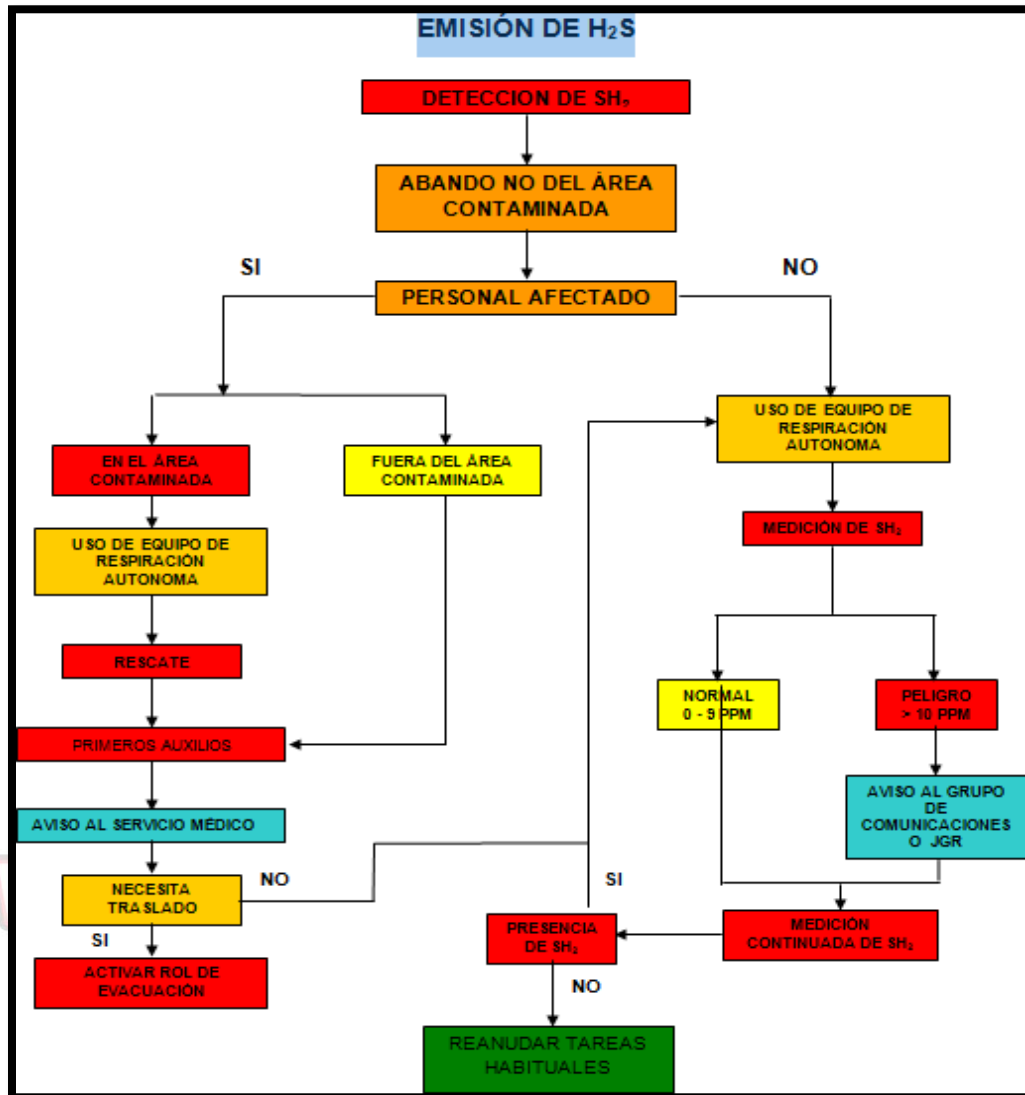 EMISIÓN DE H₂S
DETECCION DE SH₂
ABANDO NO DEL ÁREA
CONTAMINADA
SI
NO
PERSONAL AFECTADO
EN EL ÁREA
CONTAMINADA
FUERA DEL ÁREA
CONTAMINADA
USO DE EQUIPO DE
RESPIRACIÓN
AUTONOMA
USO DE EQUIPO DE
RESPIRACIÓN
AUTONOMA
MEDICIÓN DE SH₂
RESCATE
NORMAL
0 - 9 PPM
PELIGRO
> 10 PPM
PRIMEROS AUXILIOS
AVISO AL SERVICIO MÉDICO
AVISO AL GRUPO
DE
COMUNICACIONES
O JGR
NECESITA
TRASLADO
NO
SI
SI
PRESENCIA
DE SH₂
MEDICIÓN
CONTINUADA DE SH₂
ACTIVAR ROL DE
EVACUACIÓN
NO
REANUDAR TAREAS
HABITUALES